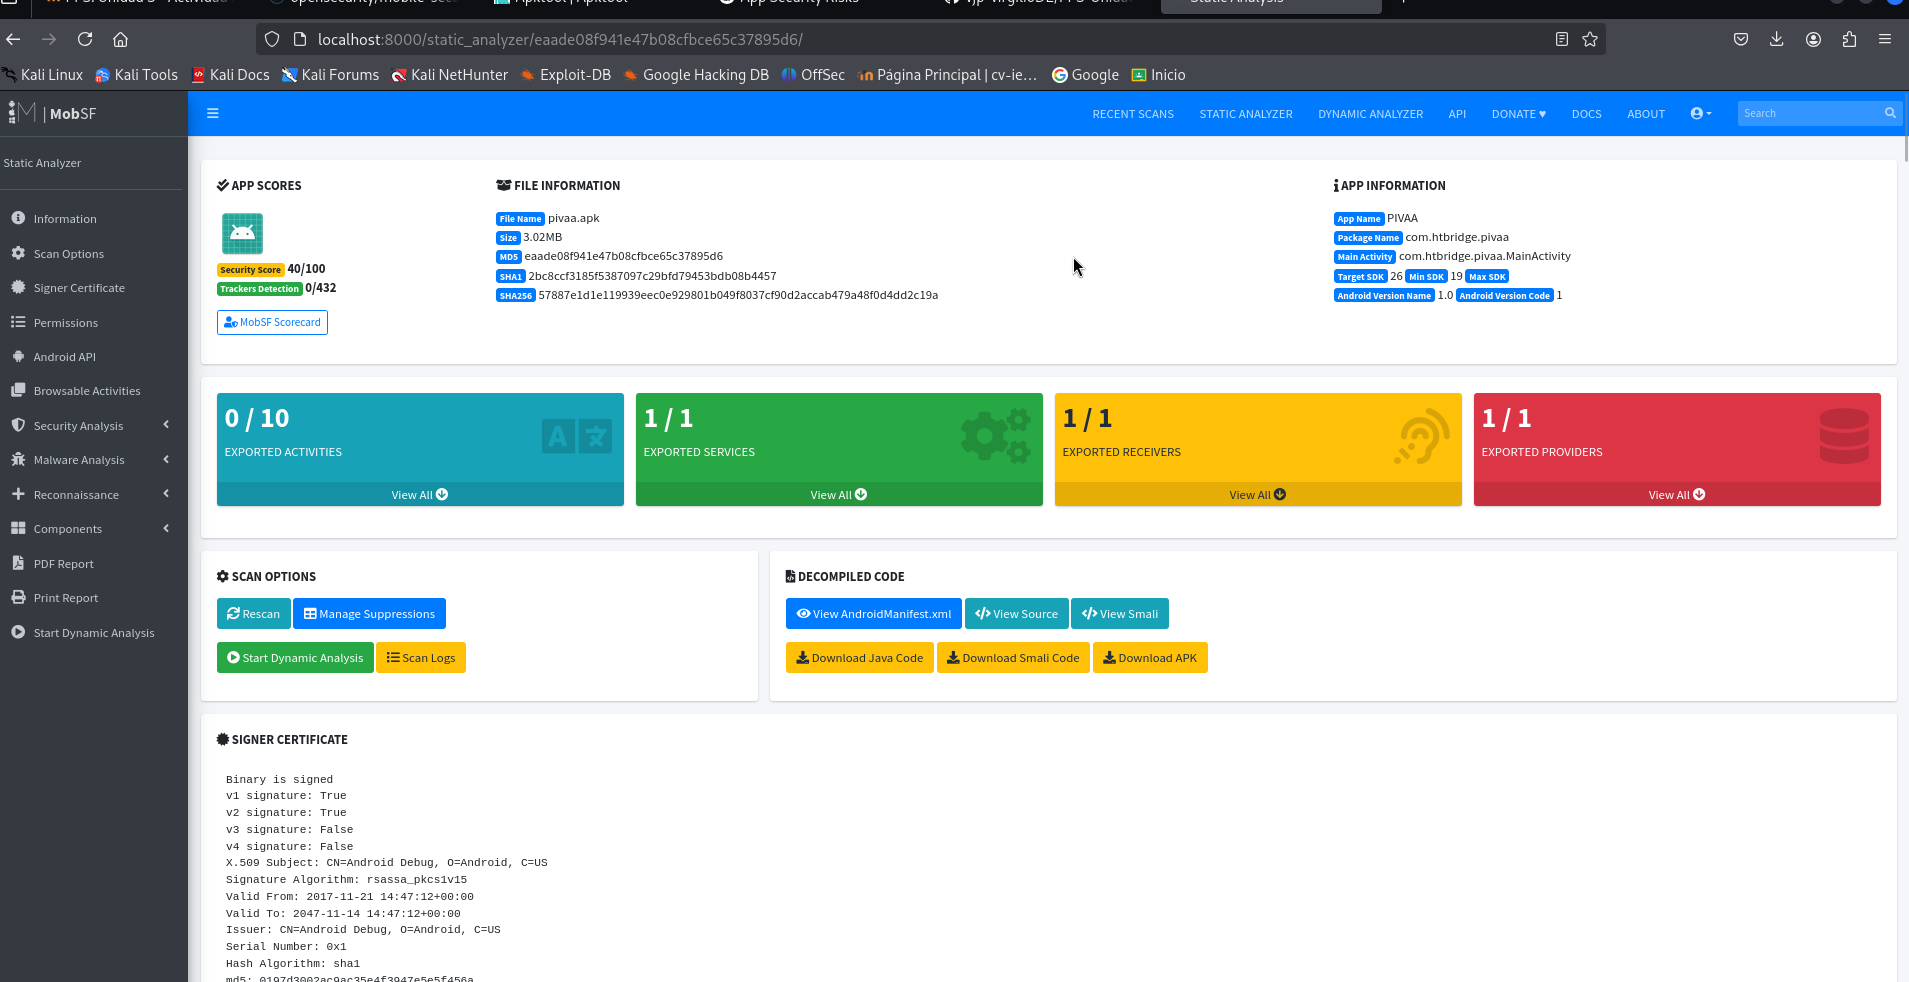 localhost:8000/static_analyzer/eaade08f941e47b08cfbce65c37895d6/
Kali Linux Kali Tools Kali Docs Kali Forums Kali NetHunter Exploit-DB Google Hacking DB OffSec Página Principal | cv-ie… Google Inicio
| MobSF
RECENT SCANS STATIC ANALYZER DYNAMIC ANALYZER API DONATE ♥ DOCS ABOUT Search
Static Analyzer
Information
Scan Options
Signer Certificate
Permissions
Android API
Browsable Activities
Security Analysis
Malware Analysis
Reconnaissance
Components
PDF Report
Print Report
Start Dynamic Analysis
APP SCORES
Security Score 40/100
Trackers Detection 0/432
MobSF Scorecard
FILE INFORMATION
File Name pivaa.apk
Size 3.02MB
MD5 eaade08f941e47b08cfbce65c37895d6
SHA1 2bc8ccf3185f5387097c29bfd79453bdb08b4457
SHA256 57887e1d1e119939eec0e929801b049f8037cf90d2accab479a48f0d4dd2c19a
APP INFORMATION
App Name PIVAA
Package Name com.htbridge.pivaa
Main Activity com.htbridge.pivaa.MainActivity
Target SDK 26 Min SDK 19 Max SDK
Android Version Name 1.0 Android Version Code 1
0 / 10
EXPORTED ACTIVITIES
View All
1 / 1
EXPORTED SERVICES
View All
1 / 1
EXPORTED RECEIVERS
View All
1 / 1
EXPORTED PROVIDERS
View All
SCAN OPTIONS
Rescan Manage Suppressions
Start Dynamic Analysis Scan Logs
DECOMPILED CODE
View AndroidManifest.xml View Source View Smali
Download Java Code Download Smali Code Download APK
SIGNER CERTIFICATE
Binary is signed
v1 signature: True
v2 signature: True
v3 signature: False
v4 signature: False
X.509 Subject: CN=Android Debug, O=Android, C=US
Signature Algorithm: rsassa_pkcs1v15
Valid From: 2017-11-21 14:47:12+00:00
Valid To: 2047-11-14 14:47:12+00:00
Issuer: CN=Android Debug, O=Android, C=US
Serial Number: 0x1
Hash Algorithm: sha1
md5: